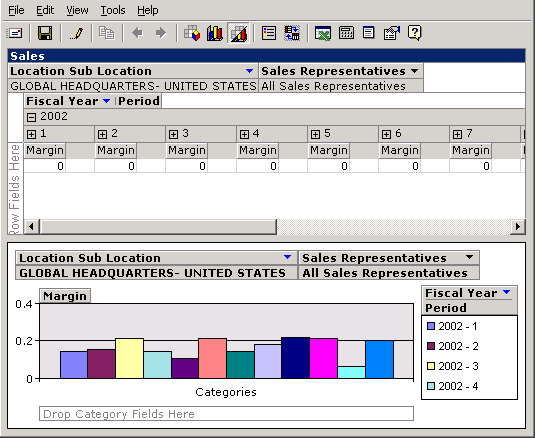 File Edit View Tools Help
Sales
Location Sub Location Sales Representatives
GLOBAL HEADQUARTERS- UNITED STATES All Sales Representatives
Fiscal Year Period
2002
1 2 3 4 5 6 7
Margin Margin Margin Margin Margin Margin Margin
0 0 0 0 0 0 0
Row Fields Here
Location Sub Location Sales Representatives
GLOBAL HEADQUARTERS- UNITED STATES All Sales Representatives
Margin
0.4
0.2
0
Categories
Drop Category Fields Here
Fiscal Year
Period
2002 - 1
2002 - 2
2002 - 3
2002 - 4